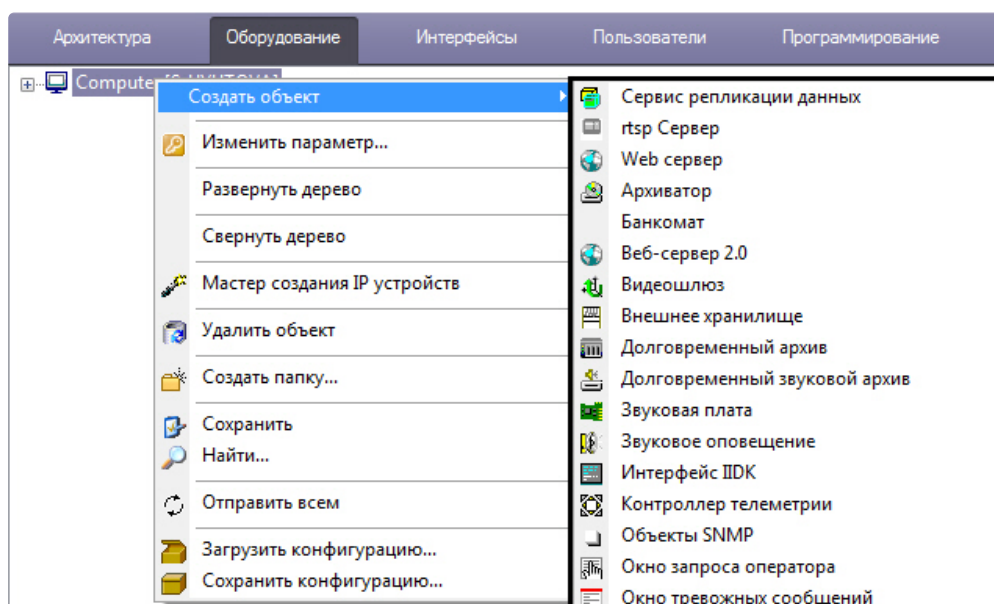 Архитектура Оборудование Интерфейсы Пользователи Программирование
Compute
Создать объект
Изменить параметр...
Развернуть дерево
Свернуть дерево
Мастер создания IP устройств
Удалить объект
Создать папку...
Сохранить
Найти...
Отправить всем
Загрузить конфигурацию...
Сохранить конфигурацию...
Сервис репликации данных
rtsp Сервер
Web сервер
Архиватор
Банкомат
Веб-сервер 2.0
Видеошлюз
Внешнее хранилище
Долговременный архив
Долговременный звуковой архив
Звуковая плата
Звуковое оповещение
Интерфейс IIDK
Контроллер телеметрии
Объекты SNMP
Окно запроса оператора
Окно тревожных сообщений